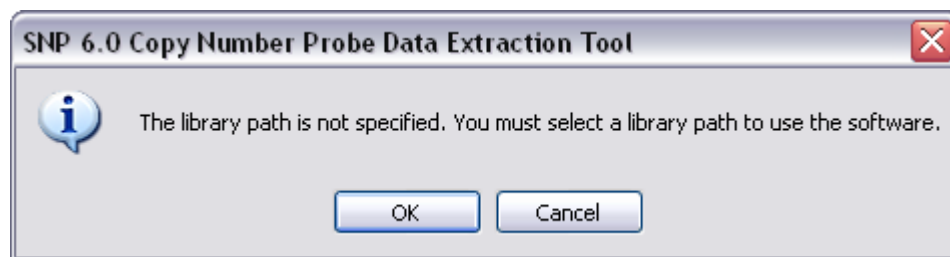 SNP 6.0 Copy Number Probe Data Extraction Tool
The library path is not specified. You must select a library path to use the software.
OK
Cancel